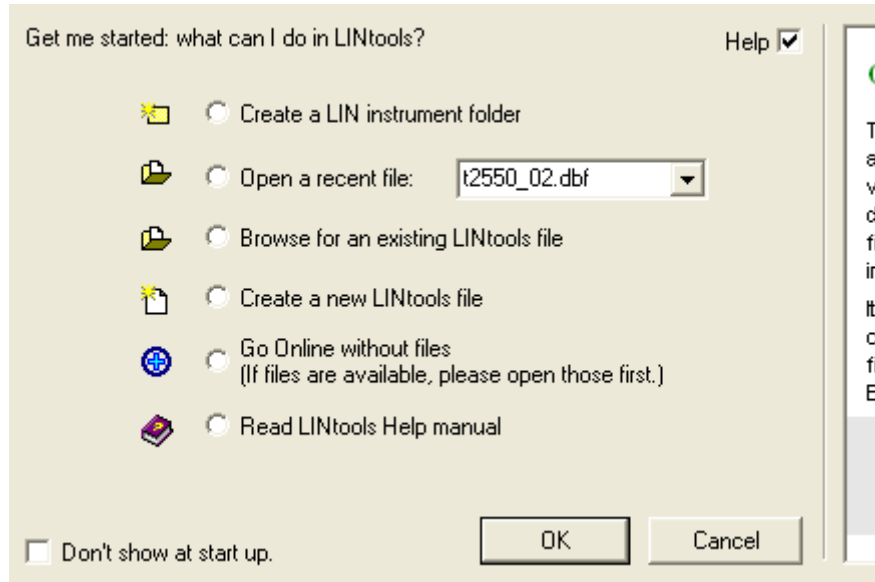 Get me started: what can I do in LINtools?
Help
Create a LIN instrument folder
Open a recent file:
t2550_02.dbf
Browse for an existing LINtools file
Create a new LINtools file
Go Online without files
(If files are available, please open those first.)
Read LINtools Help manual
Don't show at start up.
OK
Cancel